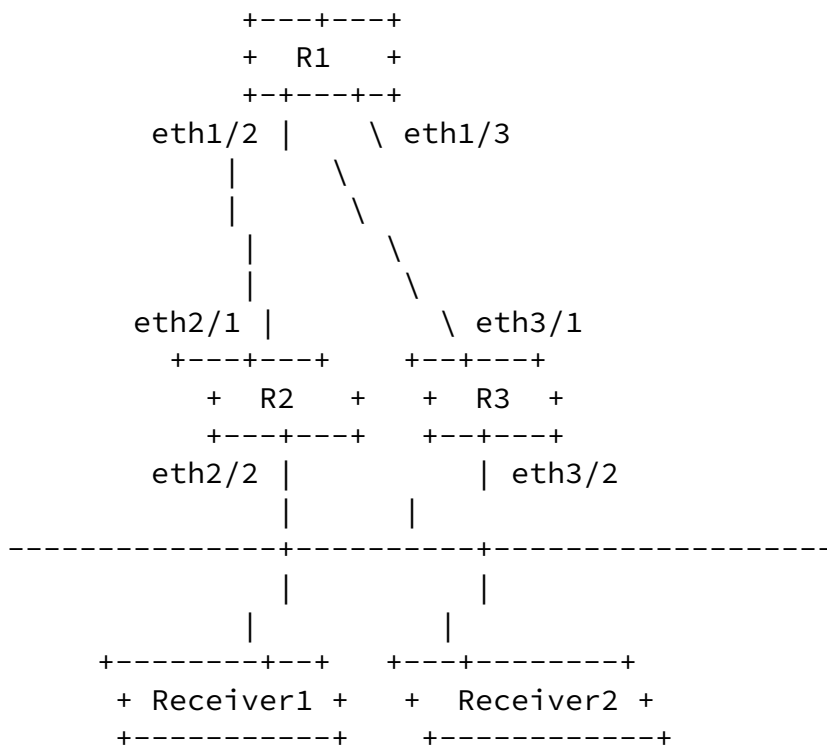 +---+---+
+  R1   +
+-+---+-+
eth1/2 |    \ eth1/3
|     \
|      \
|       \
|        \
eth2/1 |         \ eth3/1
+---+---+    +--+---+
+  R2   +   +  R3  +
+---+---+   +--+---+
eth2/2 |          | eth3/2
|      |
---------------+----------+-------------------
|          |
|          |
+--------+--+   +---+--------+
+ Receiver1 +   +  Receiver2 +
+-----------+    +------------+